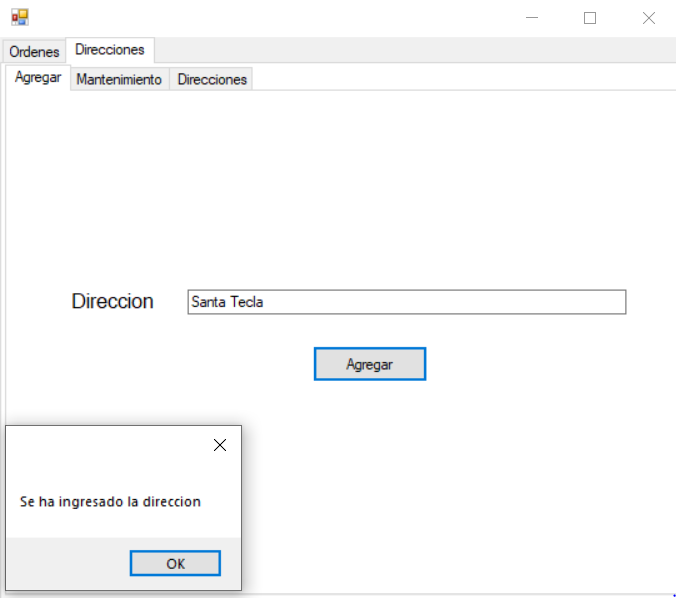 Ordenes Direcciones
Agregar Mantenimiento Direcciones
Direccion Santa Tecla
Agregar
Se ha ingresado la direccion
OK